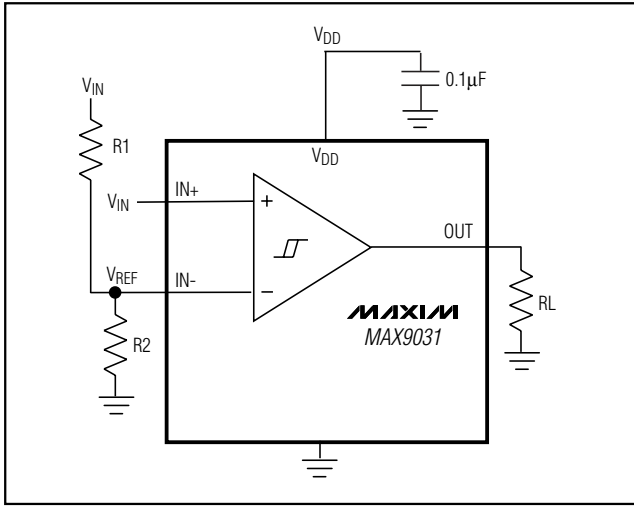 VDD
0.1µF
VIN
R1
VDD
VIN
IN+
+
OUT
VREF
IN-
−
RL
MAXIM
MAX9031
R2